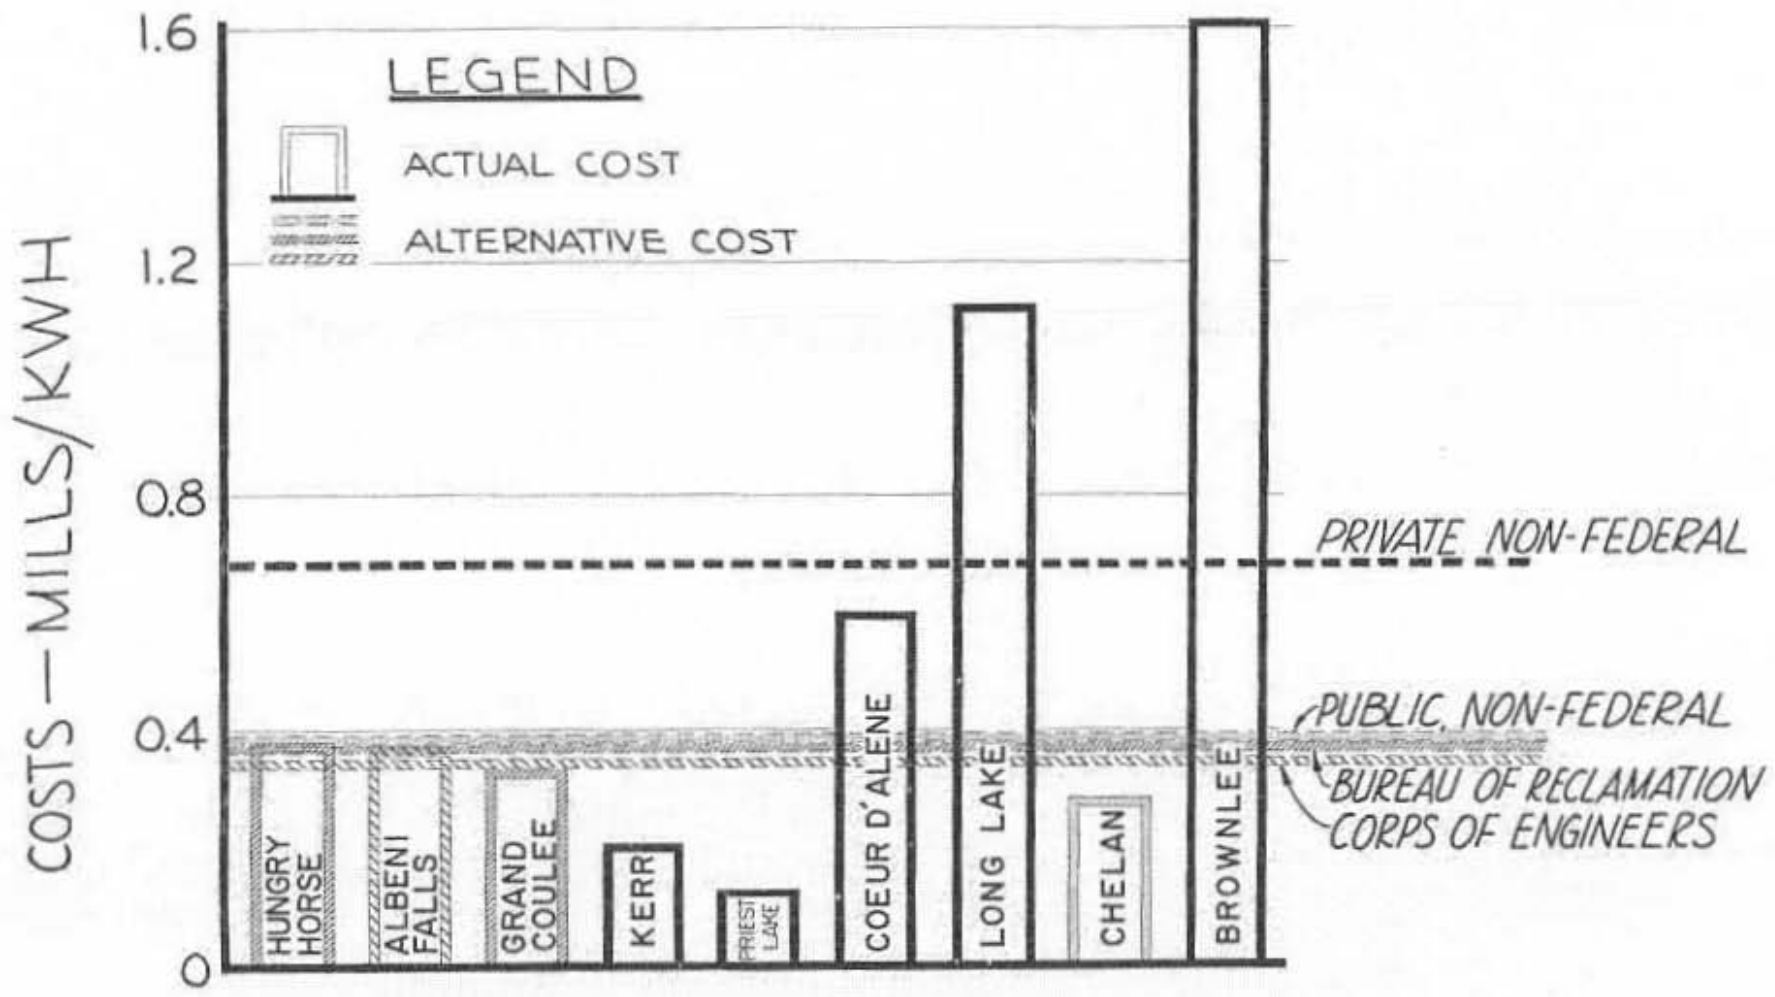 COSTS — MILLS/KWH
1.6
1.2
0.8
0.4
0
LEGEND
ACTUAL COST
ALTERNATIVE COST
PRIVATE NON-FEDERAL
PUBLIC, NON-FEDERAL
BUREAU OF RECLAMATION
CORPS OF ENGINEERS
HUNGRY
HORSE
ALBENI
FALLS
GRAND
COULEE
KERR
PRIEST
LAKE
COEUR D'ALENE
LONG LAKE
CHELAN
BROWNLEE